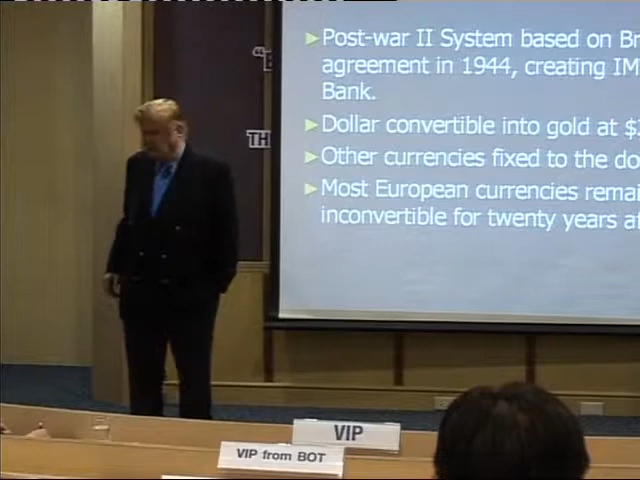 Post-war II System based on Br
agreement in 1944, creating IM
Bank.
Dollar convertible into gold at $
Other currencies fixed to the do
Most European currencies remai
inconvertible for twenty years af
TH
VIP
VIP from BOT